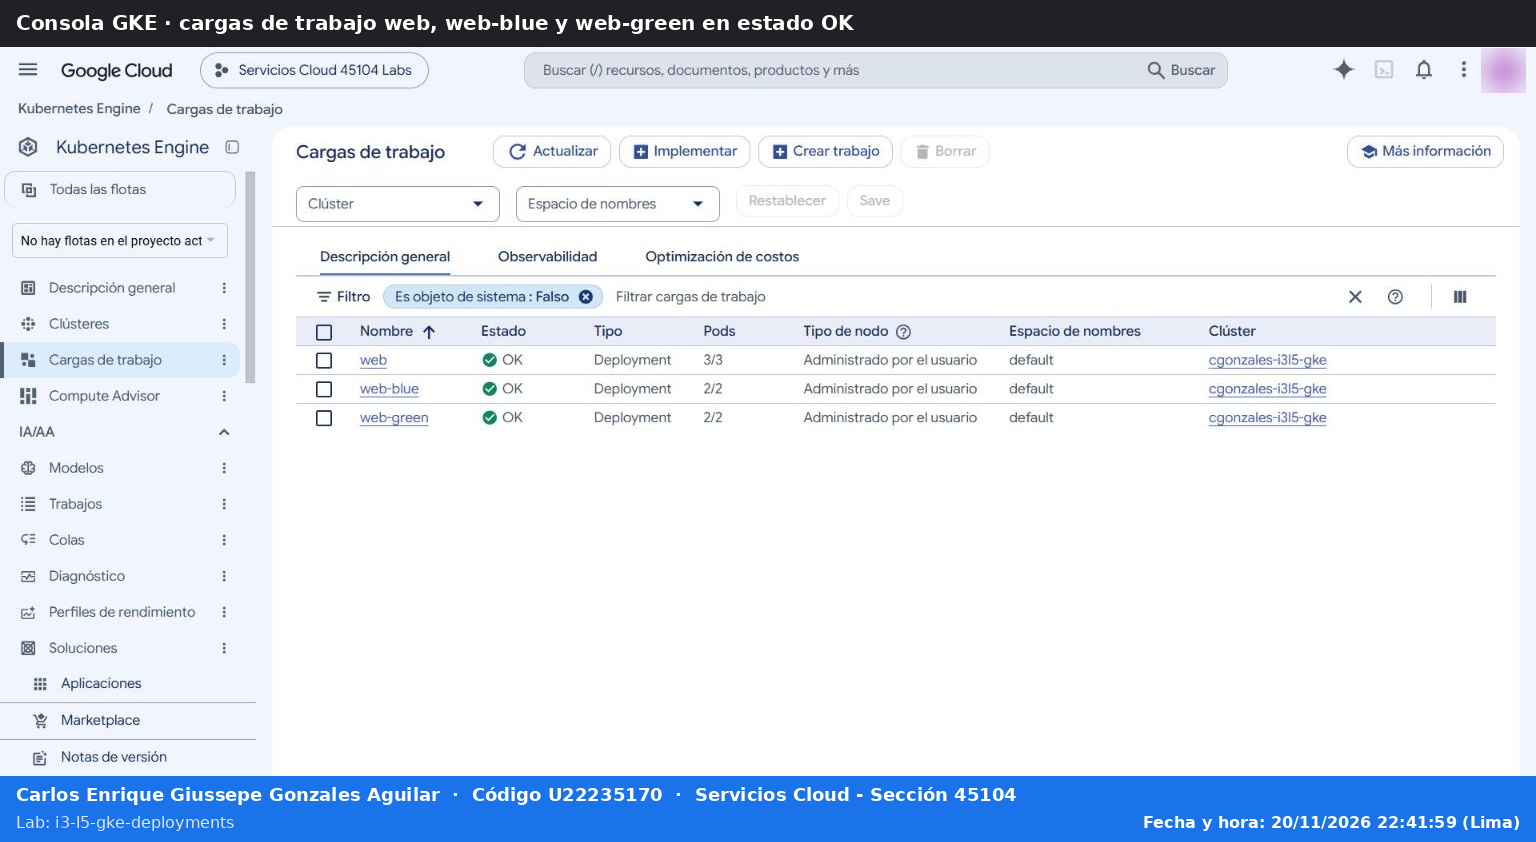 Consola GKE · cargas de trabajo web, web-blue y web-green en estado OK
Google Cloud
Servicios Cloud 45104 Labs
Buscar (/) recursos, documentos, productos y más
Buscar
Kubernetes Engine / Cargas de trabajo
Kubernetes Engine
Todas las flotas
No hay flotas en el proyecto act
Descripción general
Clústeres
Cargas de trabajo
Compute Advisor
IA/AA
Modelos
Trabajos
Colas
Diagnóstico
Perfiles de rendimiento
Soluciones
Aplicaciones
Marketplace
Notas de versión
Cargas de trabajo
Actualizar
Implementar
Crear trabajo
Borrar
Más información
Clúster
Espacio de nombres
Restablecer
Save
Descripción general
Observabilidad
Optimización de costos
Filtro
Es objeto de sistema : Falso
Filtrar cargas de trabajo
Nombre Estado Tipo Pods Tipo de nodo Espacio de nombres Clúster
web OK Deployment 3/3 Administrado por el usuario default cgonzales-i3l5-gke
web-blue OK Deployment 2/2 Administrado por el usuario default cgonzales-i3l5-gke
web-green OK Deployment 2/2 Administrado por el usuario default cgonzales-i3l5-gke
Carlos Enrique Giussepe Gonzales Aguilar · Código U22235170 · Servicios Cloud - Sección 45104
Lab: i3-l5-gke-deployments
Fecha y hora: 20/11/2026 22:41:59 (Lima)